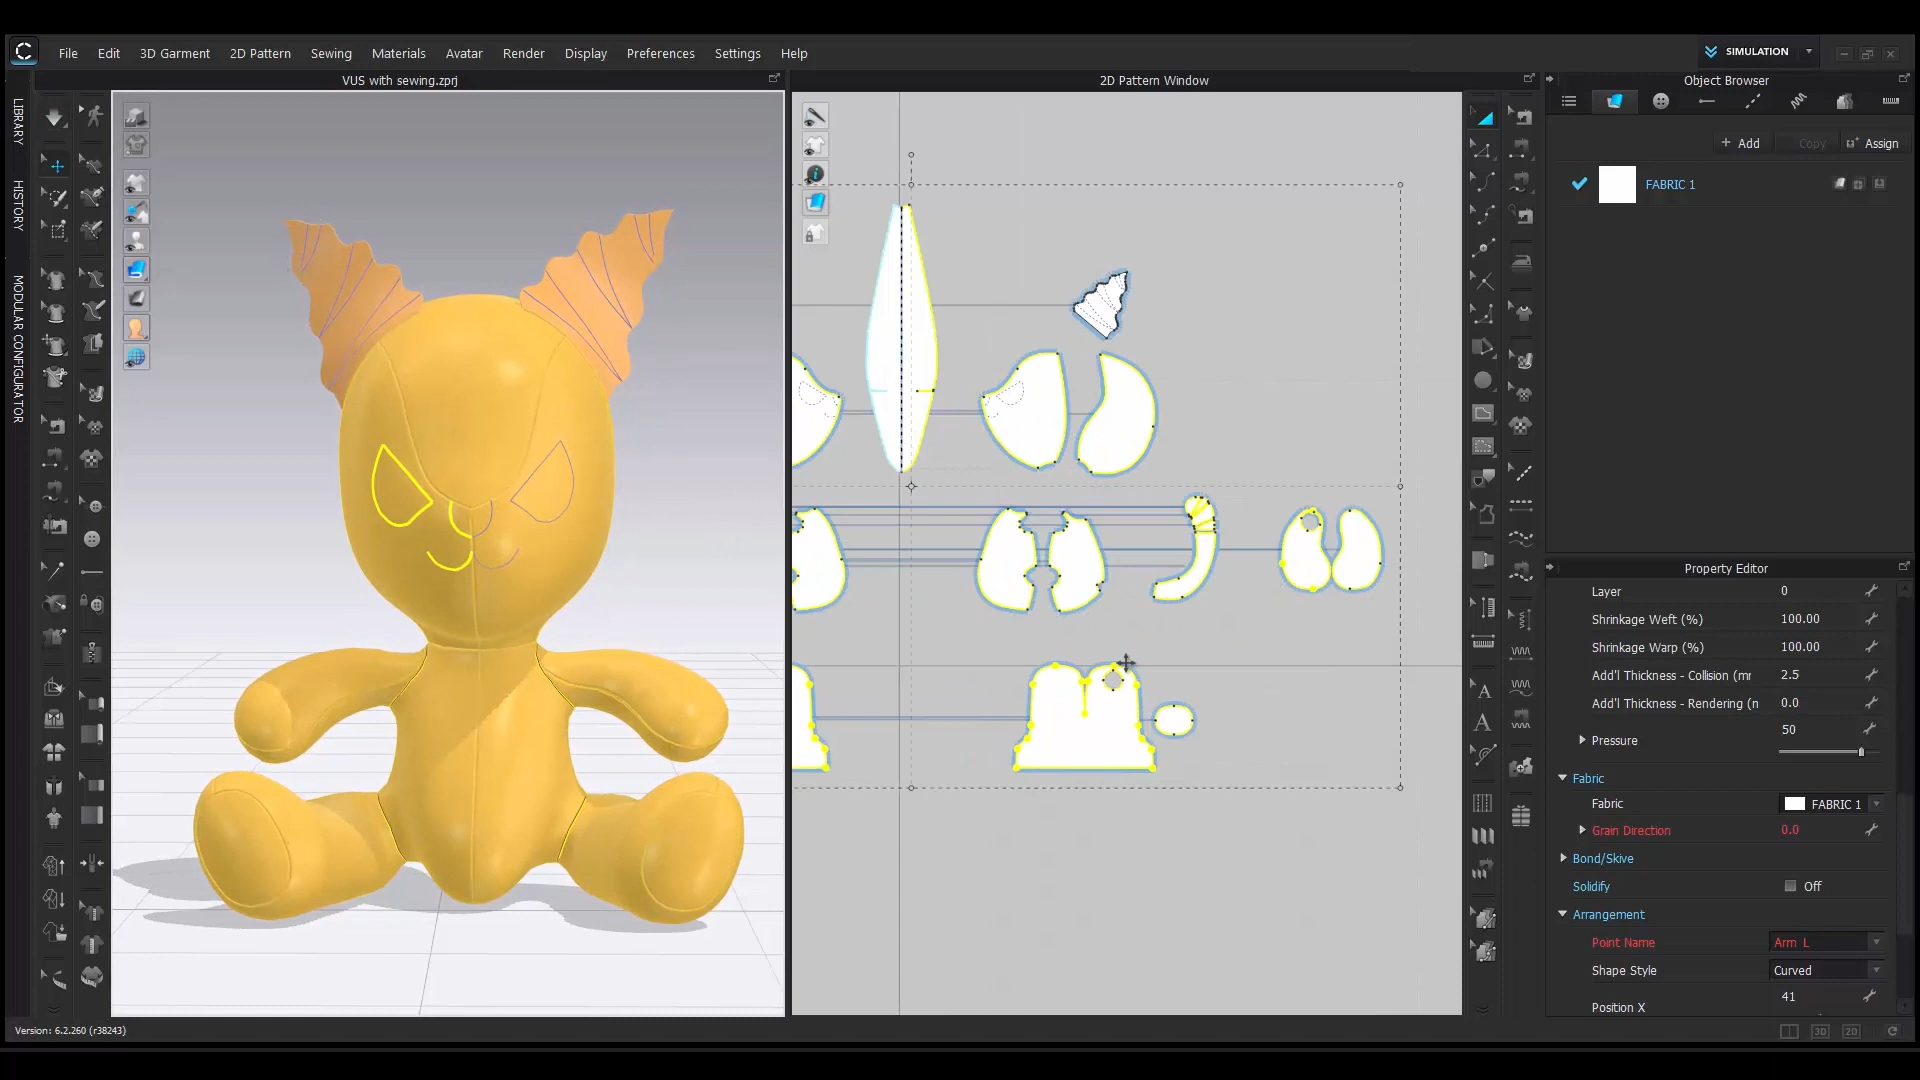 File Edit 3D Garment 2D Pattern Sewing Materials Avatar Render Display Preferences Settings Help
SIMULATION
VUS with sewing.zprj
2D Pattern Window
Object Browser
LIBRARY
HISTORY
MODULAR CONFIGURATOR
+ Add Copy Assign
FABRIC 1
Property Editor
Layer 0
Shrinkage Weft (%) 100.00
Shrinkage Warp (%) 100.00
Add'l Thickness - Collision (mr 2.5
Add'l Thickness - Rendering (n 0.0
Pressure 50
Fabric
Fabric FABRIC 1
Grain Direction 0.0
Bond/Skive
Solidify Off
Arrangement
Point Name Arm_L
Shape Style Curved
Position X 41
Version: 6.2.260 (r38243)
3D 2D